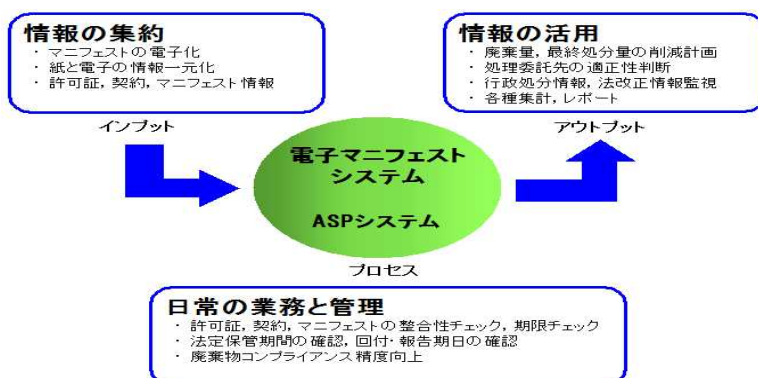 情報の集約
・ マニフェストの電子化
・ 紙と電子の情報一元化
・ 許可証, 契約, マニフェスト情報
インプット
情報の活用
・ 廃棄量, 最終処分量の削減計画
・ 処理委託先の適正性判断
・ 行政処分情報, 法改正情報監視
・ 各種集計, レポート
アウトプット
電子マニフェスト
システム
ASPシステム
プロセス
日常の業務と管理
・ 許可証, 契約, マニフェストの整合性チェック, 期限チェック
・ 法定保管期間の確認, 回付・報告期日の確認
・ 廃棄物コンプライアンス精度向上